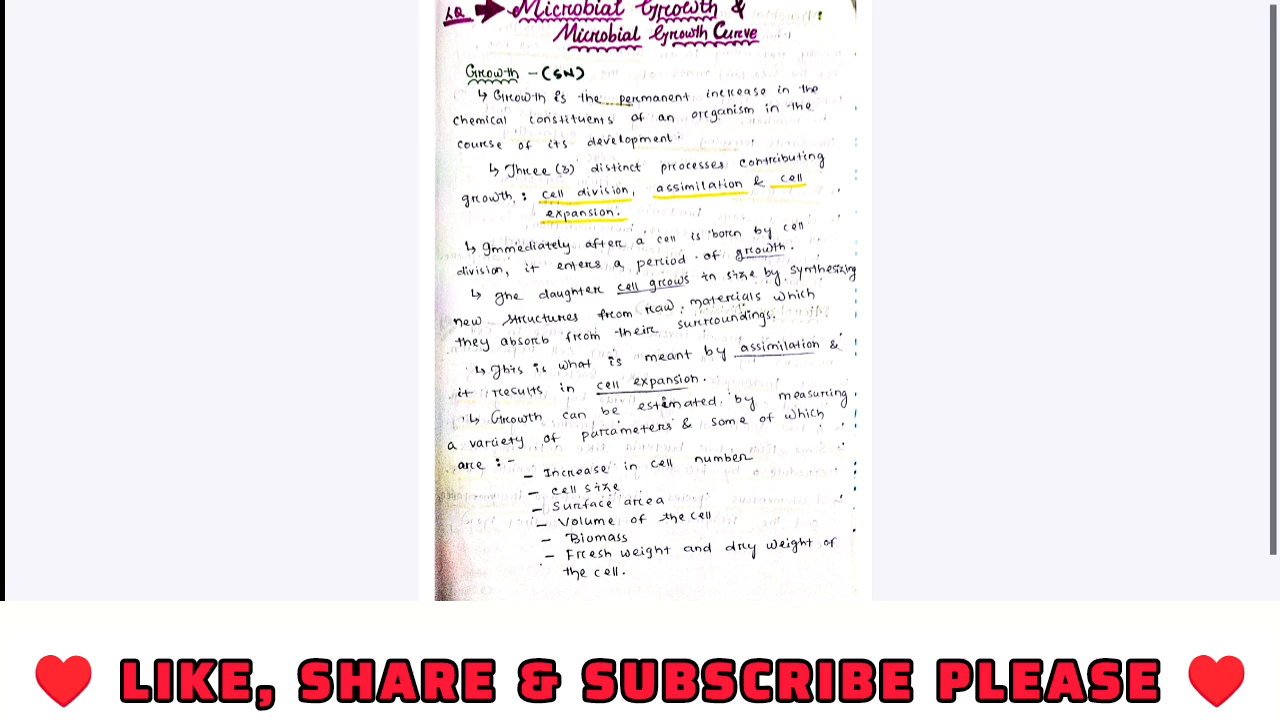 LQ → Microbial Growth &
Microbial Growth Curve
Growth - (SN)
↳ Growth is the permanent increase in the
chemical constituents of an organism in the
course of its development.
↳ Three (3) distinct processes contributing
growth, : cell division, assimilation & cell
expansion.
↳ Immediately after a cell is born by cell
division, it enters a period of growth.
↳ The daughter cell grows in size by synthesizing
new structures from raw materials which
they absorb from their surroundings.
↳ This is what is meant by assimilation &
it results in cell expansion.
↳ Growth can be estimated by measuring
a variety of parameters & some of which
are :-
- Increase in cell number
- cell size
- Surface area
- Volume of the cell
- Biomass
- Fresh weight and dry weight of
the cell.
LIKE, SHARE & SUBSCRIBE PLEASE